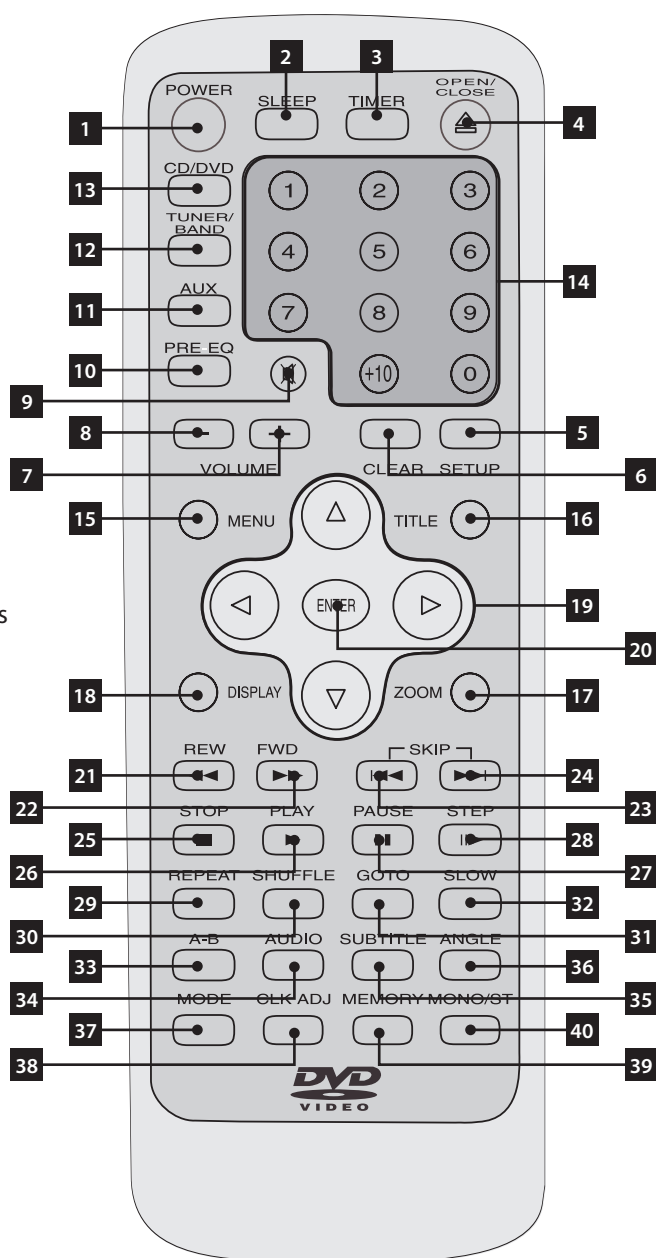 2 3
OPEN/
CLOSE
POWER SLEEP TIMER
1 4
CD/DVD
13 1 2 3
TUNER/
BAND
12 4 5 6
14
AUX
11 7 8 9
PRE-EQ
10 +10 0
9
8 - + 5
7 VOLUME CLEAR SETUP 6
15 MENU TITLE 16
S ENTER 19
20
18 DISPLAY ZOOM 17
REW FWD SKIP
21 24
22 23
STOP PLAY PAUSE STEP
25 28
26 27
REPEAT SHUFFLE GOTO SLOW
29 32
30 31
A-B AUDIO SUBTITLE ANGLE
33 36
34 35
MODE CLK ADJ MEMORY MONO/ST
37 40
38 39
DVD
VIDEO